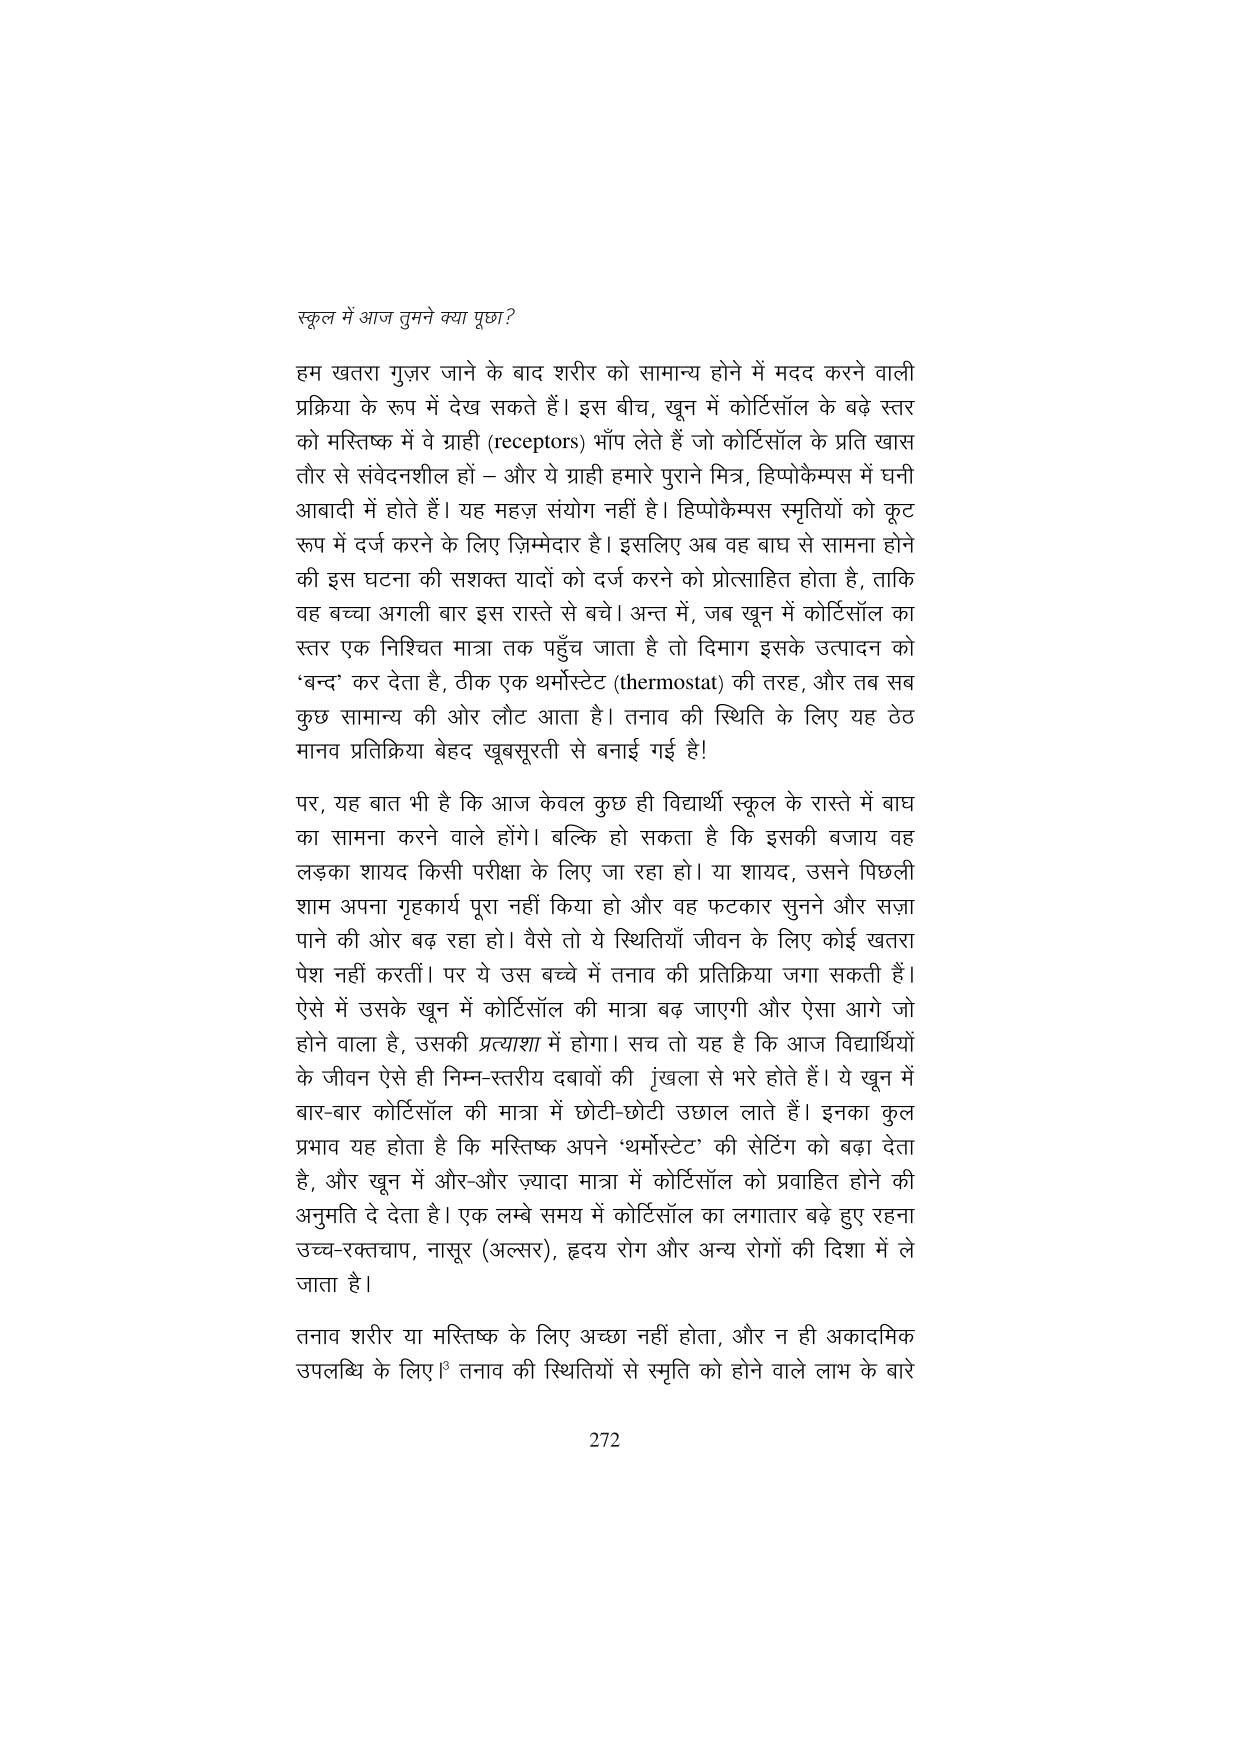 स्कूल में आज तुमने क्या पूछा?
हम खतरा गुज़र जाने के बाद शरीर को सामान्य होने में मदद करने वाली
प्रक्रिया के रूप में देख सकते हैं। इस बीच, खून में कोर्टिसॉल के बढ़े स्तर
को मस्तिष्क में वे ग्राही (receptors) भाँप लेते हैं जो कोर्टिसॉल के प्रति खास
तौर से संवेदनशील हों – और ये ग्राही हमारे पुराने मित्र, हिप्पोकैम्पस में घनी
आबादी में होते हैं। यह महज़ संयोग नहीं है। हिप्पोकैम्पस स्मृतियों को कूट
रूप में दर्ज करने के लिए ज़िम्मेदार है। इसलिए अब वह बाघ से सामना होने
की इस घटना की सशक्त यादों को दर्ज करने को प्रोत्साहित होता है, ताकि
वह बच्चा अगली बार इस रास्ते से बचे। अन्त में, जब खून में कोर्टिसॉल का
स्तर एक निश्चित मात्रा तक पहुँच जाता है तो दिमाग इसके उत्पादन को
‘बन्द’ कर देता है, ठीक एक थर्मोस्टेट (thermostat) की तरह, और तब सब
कुछ सामान्य की ओर लौट आता है। तनाव की स्थिति के लिए यह ठेठ
मानव प्रतिक्रिया बेहद खूबसूरती से बनाई गई है!
पर, यह बात भी है कि आज केवल कुछ ही विद्यार्थी स्कूल के रास्ते में बाघ
का सामना करने वाले होंगे। बल्कि हो सकता है कि इसकी बजाय वह
लड़का शायद किसी परीक्षा के लिए जा रहा हो। या शायद, उसने पिछली
शाम अपना गृहकार्य पूरा नहीं किया हो और वह फटकार सुनने और सज़ा
पाने की ओर बढ़ रहा हो। वैसे तो ये स्थितियाँ जीवन के लिए कोई खतरा
पेश नहीं करतीं। पर ये उस बच्चे में तनाव की प्रतिक्रिया जगा सकती हैं।
ऐसे में उसके खून में कोर्टिसॉल की मात्रा बढ़ जाएगी और ऐसा आगे जो
होने वाला है, उसकी प्रत्याशा में होगा। सच तो यह है कि आज विद्यार्थियों
के जीवन ऐसे ही निम्न-स्तरीय दबावों की ृंखला से भरे होते हैं। ये खून में
बार-बार कोर्टिसॉल की मात्रा में छोटी-छोटी उछाल लाते हैं। इनका कुल
प्रभाव यह होता है कि मस्तिष्क अपने ‘थर्मोस्टेट’ की सेटिंग को बढ़ा देता
है, और खून में और-और ज़्यादा मात्रा में कोर्टिसॉल को प्रवाहित होने की
अनुमति दे देता है। एक लम्बे समय में कोर्टिसॉल का लगातार बढ़े हुए रहना
उच्च-रक्तचाप, नासूर (अल्सर), हृदय रोग और अन्य रोगों की दिशा में ले
जाता है।
तनाव शरीर या मस्तिष्क के लिए अच्छा नहीं होता, और न ही अकादमिक
उपलब्धि के लिए।³ तनाव की स्थितियों से स्मृति को होने वाले लाभ के बारे
272